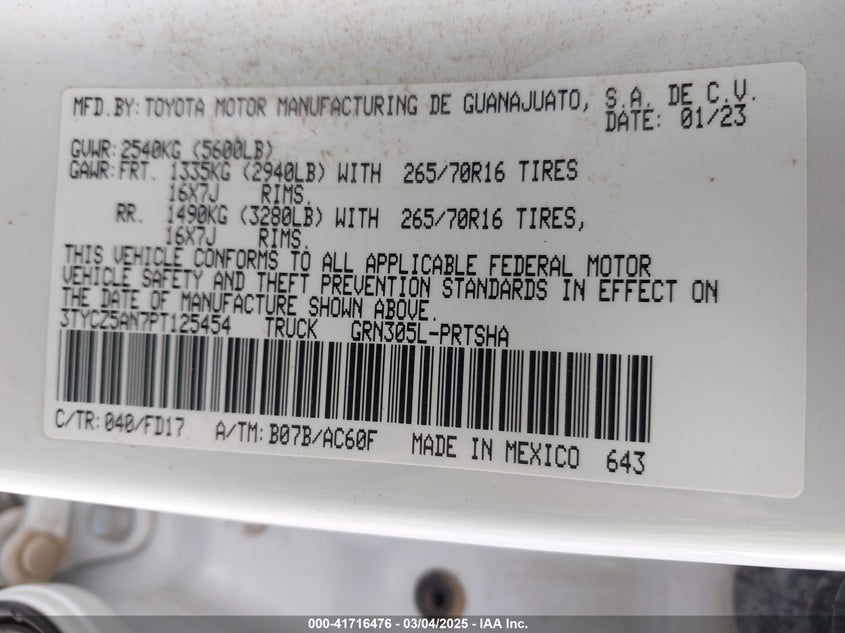 MFD.BY: TOYOTA MOTOR MANUFACTURING DE GUANAJUATO, S.A. DE C.V.
DATE: 01/23
GVWR: 2540KG (5600LB)
GAWR: FRT. 1335KG (2940LB) WITH 265/70R16 TIRES
16X7J RIMS.
RR. 1490KG (3280LB) WITH 265/70R16 TIRES,
16X7J RIMS.
THIS VEHICLE CONFORMS TO ALL APPLICABLE FEDERAL MOTOR
VEHICLE SAFETY AND THEFT PREVENTION STANDARDS IN EFFECT ON
THE DATE OF MANUFACTURE SHOWN ABOVE.
3TYCZ5AN7PT125454 TRUCK GRN305L-PRTSHA
C/TR: 040/FD17 A/TM: B07B/AC60F MADE IN MEXICO 643
000-41716476 - 03/04/2025 - IAA Inc.